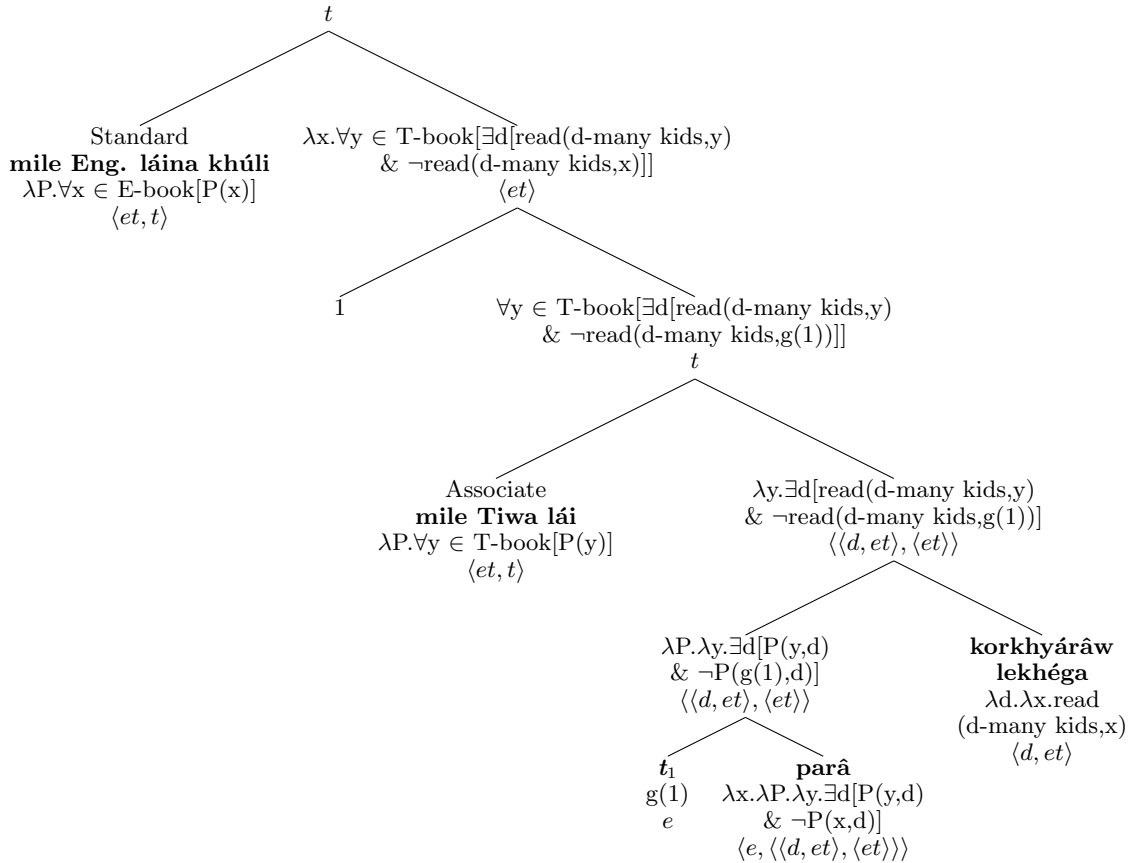 t
Standard
mile Eng. láina khúli
λP.∀x ∈ E-book[P(x)]
⟨et, t⟩
λx.∀y ∈ T-book[∃d[read(d-many kids,y)
& ¬read(d-many kids,x)]]
⟨et⟩
1
∀y ∈ T-book[∃d[read(d-many kids,y)
& ¬read(d-many kids,g(1))]]
t
Associate
mile Tiwa lái
λP.∀y ∈ T-book[P(y)]
⟨et, t⟩
λy.∃d[read(d-many kids,y)
& ¬read(d-many kids,g(1))]
⟨⟨d, et⟩, ⟨et⟩⟩
λP.λy.∃d[P(y,d)
& ¬P(g(1),d)]
⟨⟨d, et⟩, ⟨et⟩⟩
korkhyárâw
lekhéga
λd.λx.read
(d-many kids,x)
⟨d, et⟩
t₁
g(1)
e
parâ
λx.λP.λy.∃d[P(y,d)
& ¬P(x,d)]
⟨e, ⟨⟨d, et⟩, ⟨et⟩⟩⟩